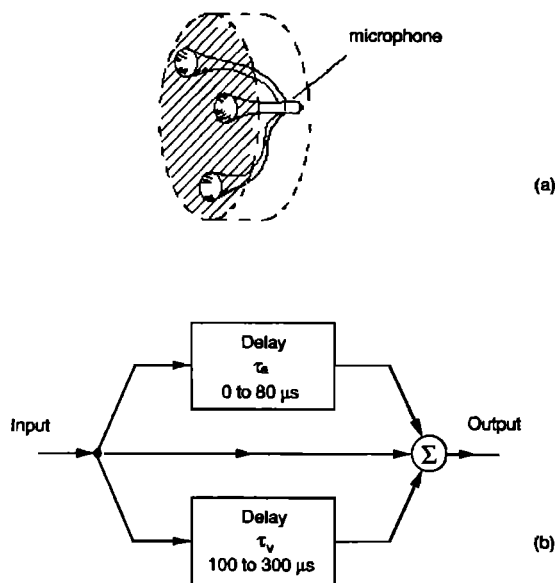 microphone
(a)
Delay
τa
0 to 80 μs
Input
Output
Σ
Delay
τv
100 to 300 μs
(b)